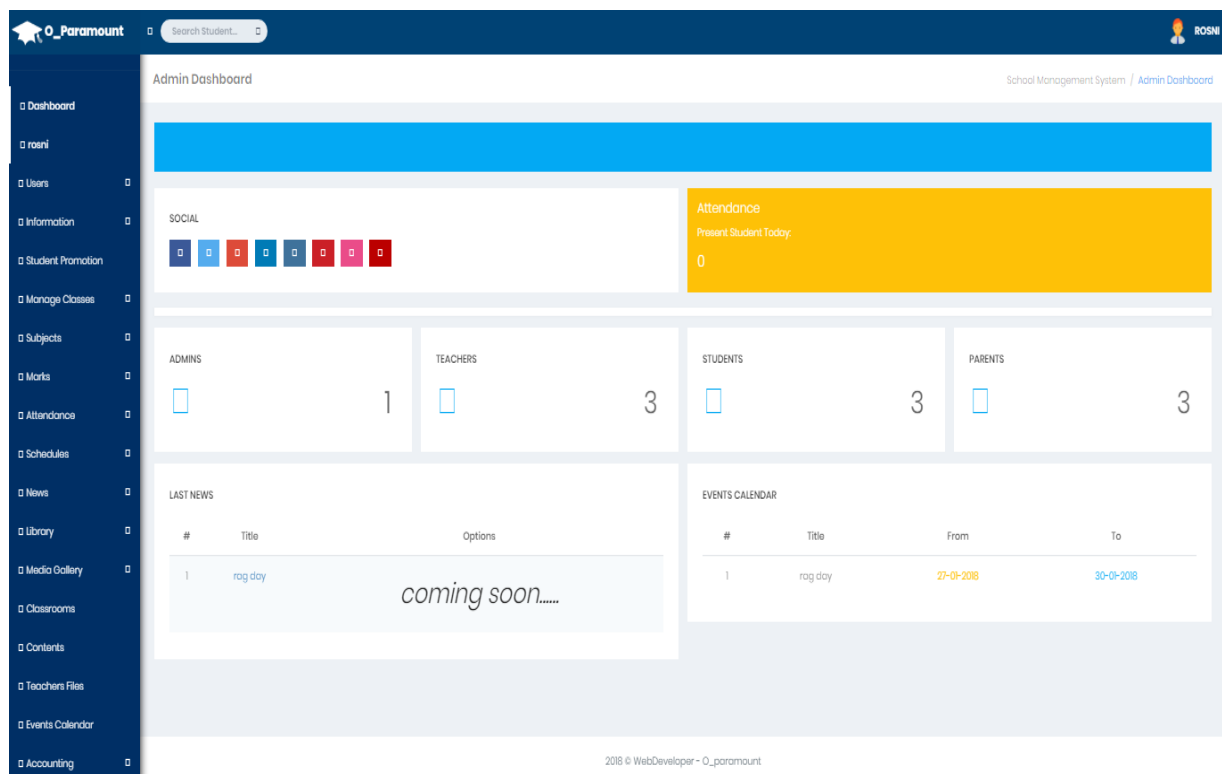 O_Paramount
Search Student...
ROSNI
Admin Dashboard
School Management System / Admin Dashboard
Dashboard
rosni
Users
Information
Student Promotion
Manage Classes
Subjects
Marks
Attendance
Schedules
News
Library
Media Gallery
Classrooms
Contents
Teachers Files
Events Calendar
Accounting
SOCIAL
Attendance
Present Student Today:
0
ADMINS
1
TEACHERS
3
STUDENTS
3
PARENTS
3
LAST NEWS
# Title Options
1 rag day coming soon......
EVENTS CALENDAR
# Title From To
1 rag day 27-01-2018 30-01-2018
2018 © WebDeveloper - O_paramount